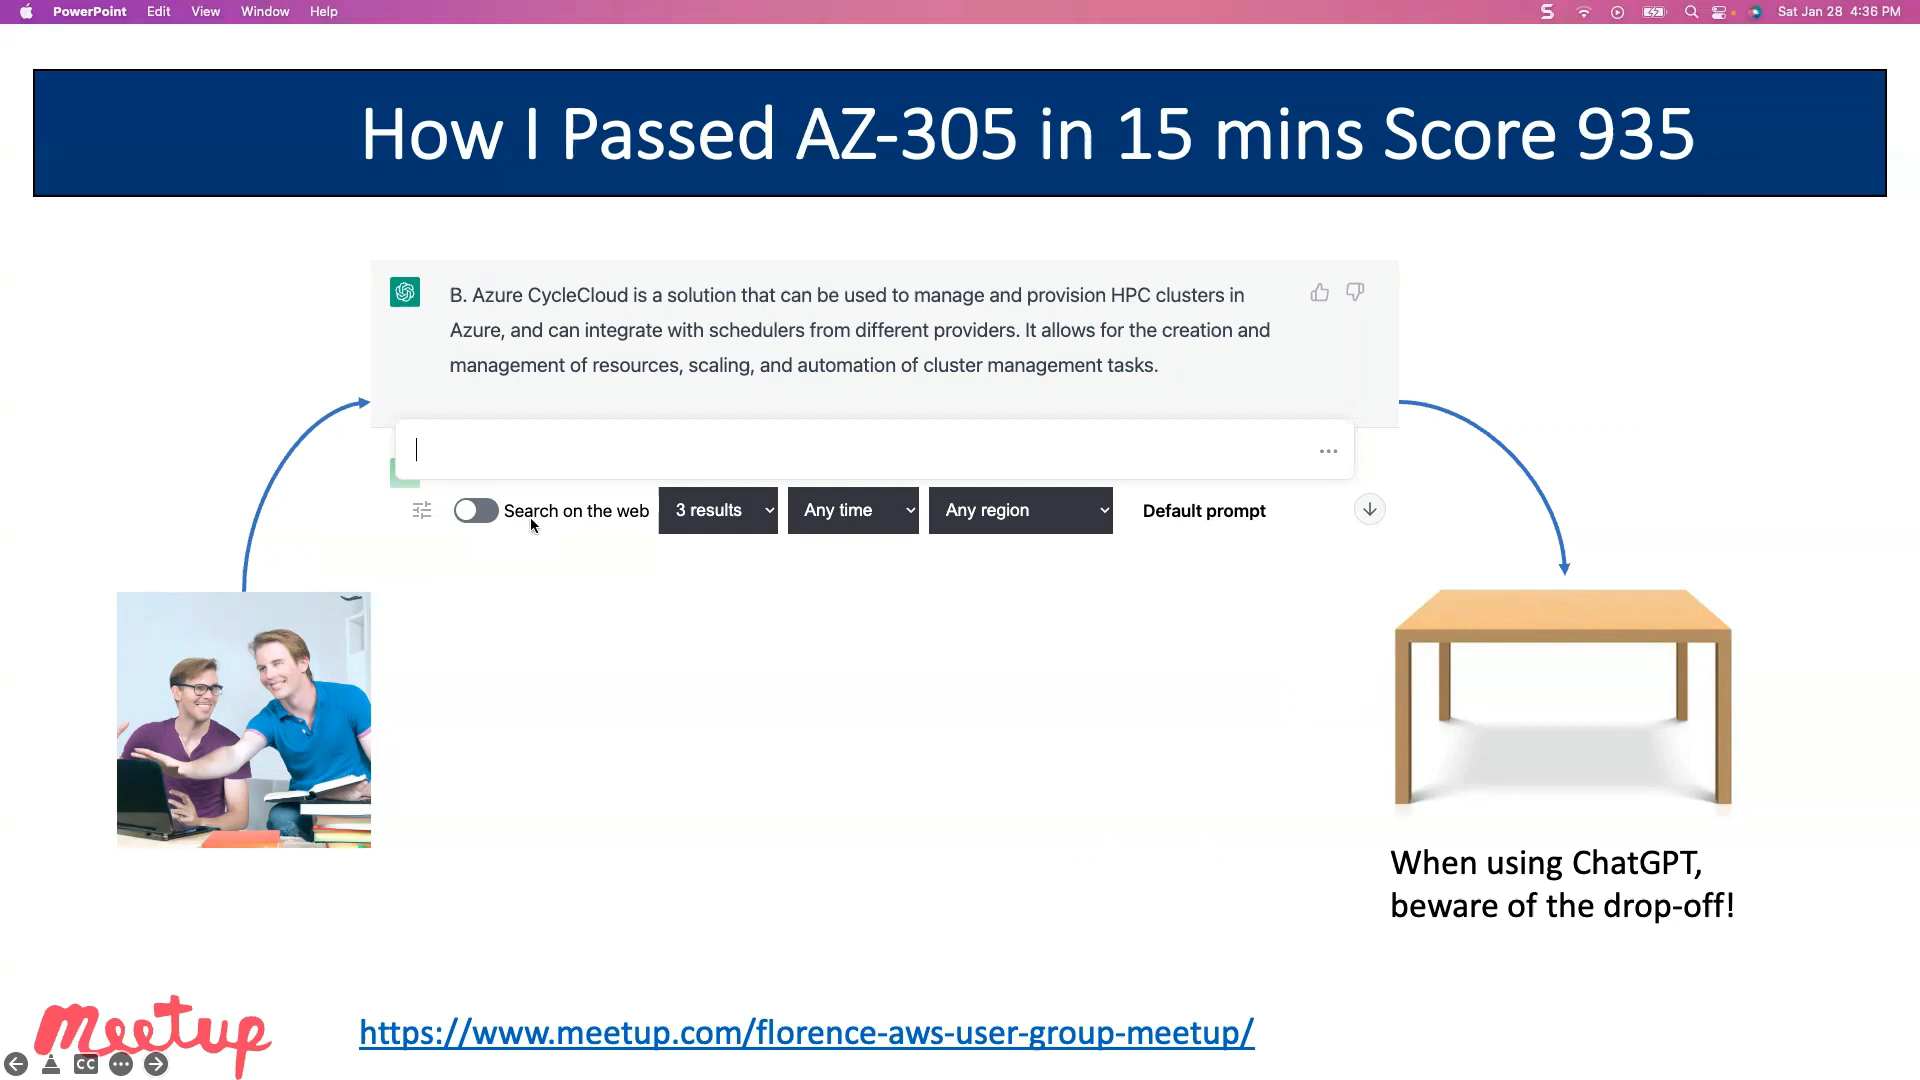 PowerPoint Edit View Window Help Sat Jan 28 4:36 PM
How I Passed AZ-305 in 15 mins Score 935
B. Azure CycleCloud is a solution that can be used to manage and provision HPC clusters in
Azure, and can integrate with schedulers from different providers. It allows for the creation and
management of resources, scaling, and automation of cluster management tasks.
Search on the web 3 results Any time Any region Default prompt
When using ChatGPT,
beware of the drop-off!
meetup
https://www.meetup.com/florence-aws-user-group-meetup/
CC